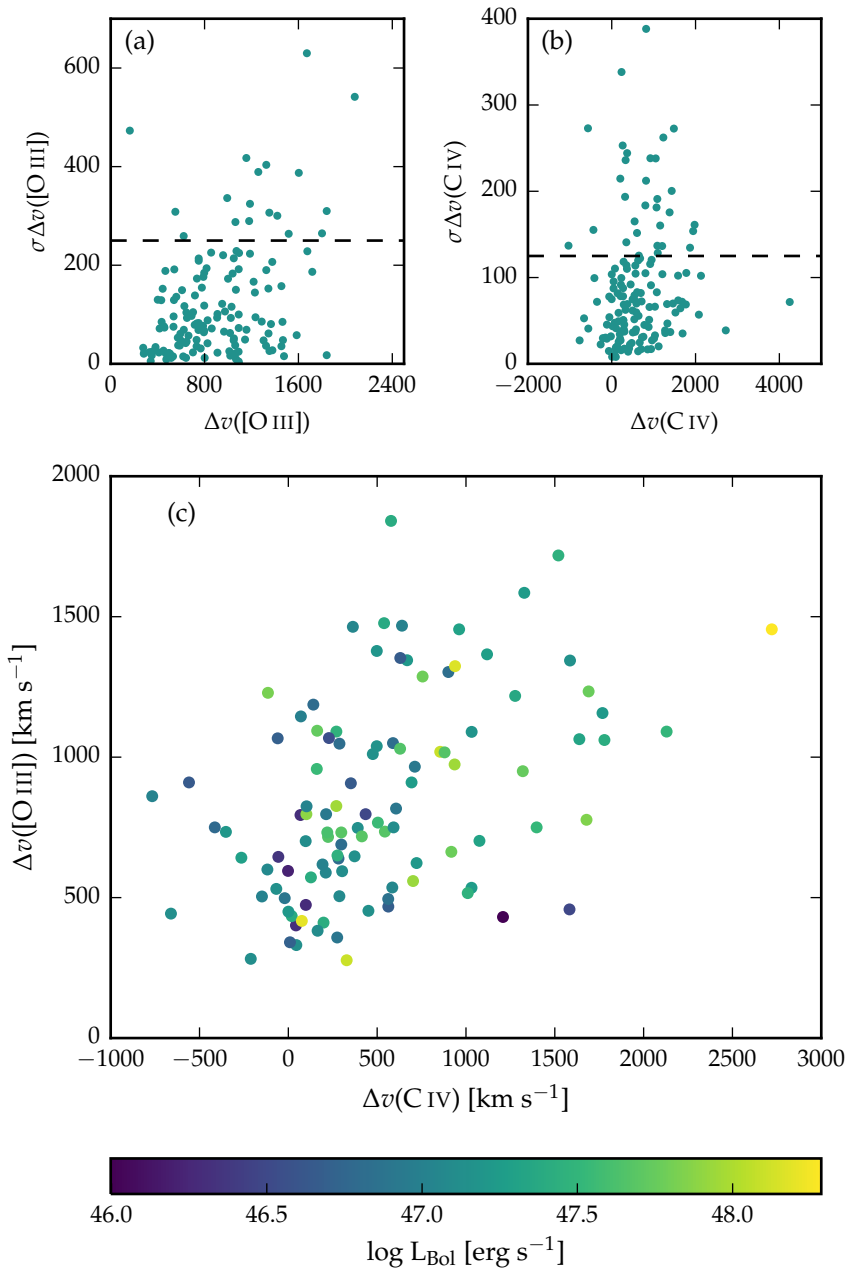 (a)
600
400
200
0
σΔv([O III])
0 800 1600 2400
Δv([O III])
(b)
400
300
200
100
0
σΔv(C IV)
−2000 0 2000 4000
Δv(C IV)
(c)
2000
1500
1000
500
0
Δv([O III]) [km s⁻¹]
−1000 −500 0 500 1000 1500 2000 2500 3000
Δv(C IV) [km s⁻¹]
46.0 46.5 47.0 47.5 48.0
log L_Bol [erg s⁻¹]